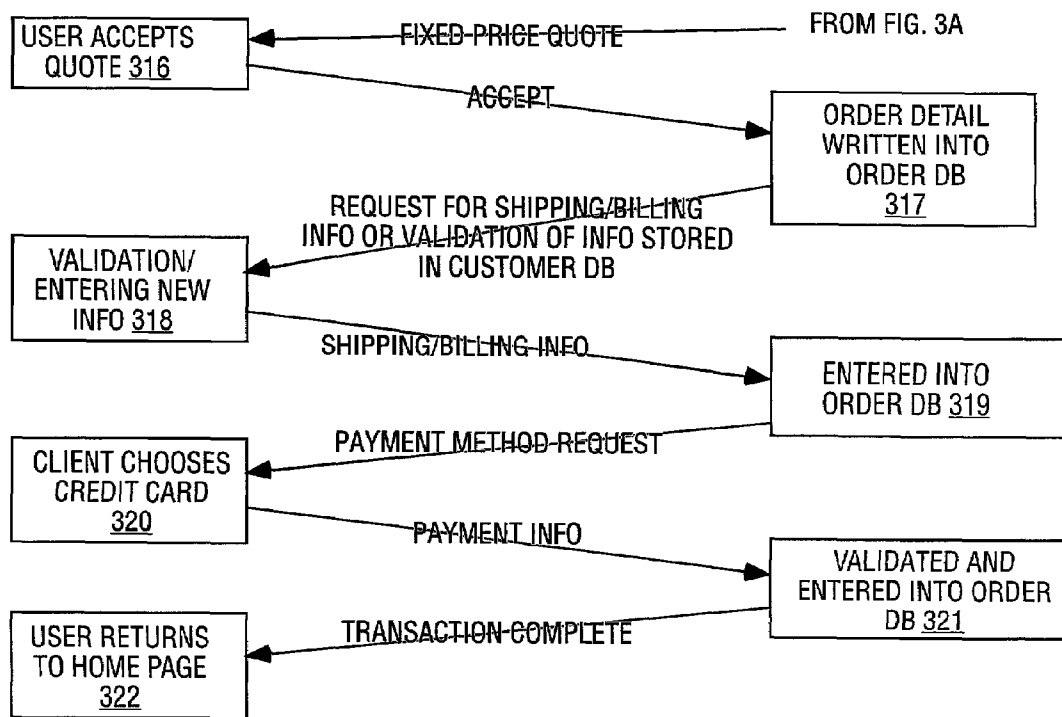 FROM FIG. 3A
FIXED PRICE QUOTE
USER ACCEPTS
QUOTE 316
ACCEPT
ORDER DETAIL
WRITTEN INTO
ORDER DB
317
REQUEST FOR SHIPPING/BILLING
INFO OR VALIDATION OF INFO STORED
IN CUSTOMER DB
VALIDATION/
ENTERING NEW
INFO 318
SHIPPING/BILLING INFO
ENTERED INTO
ORDER DB 319
PAYMENT METHOD REQUEST
CLIENT CHOOSES
CREDIT CARD
320
PAYMENT INFO
VALIDATED AND
ENTERED INTO ORDER
DB 321
TRANSACTION COMPLETE
USER RETURNS
TO HOME PAGE
322